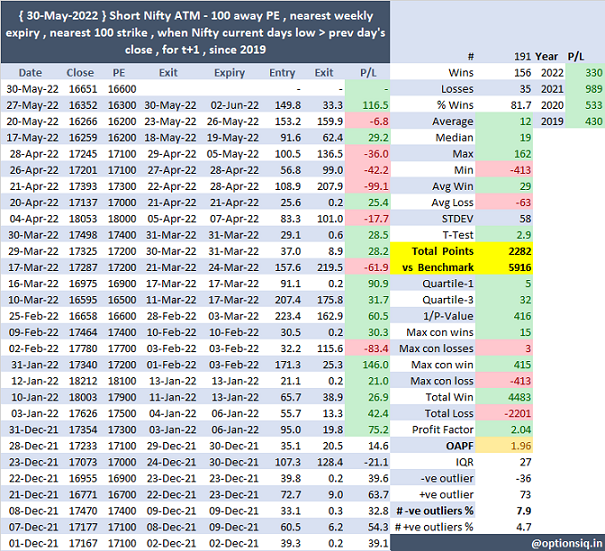 { 30-May-2022 } Short Nifty ATM - 100 away PE , nearest weekly
expiry , nearest 100 strike , when Nifty current days low > prev day's
close , for t+1 , since 2019
Date Close PE Exit Expiry Entry Exit P/L
30-May-22 16651 16600 - - -
27-May-22 16352 16300 30-May-22 02-Jun-22 149.8 33.3 116.5
20-May-22 16266 16200 23-May-22 26-May-22 153.2 159.9 -6.8
17-May-22 16259 16200 18-May-22 19-May-22 91.6 62.4 29.2
28-Apr-22 17245 17100 29-Apr-22 05-May-22 100.5 136.5 -36.0
26-Apr-22 17201 17100 27-Apr-22 28-Apr-22 56.8 99.0 -42.2
21-Apr-22 17393 17300 22-Apr-22 28-Apr-22 108.9 207.9 -99.1
20-Apr-22 17137 17000 21-Apr-22 21-Apr-22 25.6 0.2 25.4
04-Apr-22 18053 18000 05-Apr-22 07-Apr-22 83.3 101.0 -17.7
30-Mar-22 17498 17400 31-Mar-22 31-Mar-22 29.1 0.6 28.5
29-Mar-22 17325 17200 30-Mar-22 31-Mar-22 37.0 8.9 28.2
17-Mar-22 17287 17200 21-Mar-22 24-Mar-22 157.6 219.5 -61.9
16-Mar-22 16975 16900 17-Mar-22 17-Mar-22 91.1 0.2 90.9
10-Mar-22 16595 16500 11-Mar-22 17-Mar-22 207.4 175.8 31.7
25-Feb-22 16658 16600 28-Feb-22 03-Mar-22 223.4 162.9 60.5
09-Feb-22 17464 17400 10-Feb-22 10-Feb-22 30.5 0.2 30.3
02-Feb-22 17780 17700 03-Feb-22 03-Feb-22 32.2 115.6 -83.4
31-Jan-22 17340 17200 01-Feb-22 03-Feb-22 171.3 25.3 146.0
12-Jan-22 18212 18100 13-Jan-22 13-Jan-22 21.1 0.2 21.0
10-Jan-22 18003 17900 11-Jan-22 13-Jan-22 65.7 38.9 26.9
03-Jan-22 17626 17500 04-Jan-22 06-Jan-22 55.7 13.3 42.4
31-Dec-21 17354 17300 03-Jan-22 06-Jan-22 95.0 19.8 75.2
28-Dec-21 17233 17100 29-Dec-21 30-Dec-21 35.1 20.5 14.6
23-Dec-21 17073 17000 24-Dec-21 30-Dec-21 107.3 128.4 -21.1
22-Dec-21 16955 16900 23-Dec-21 23-Dec-21 39.8 0.2 39.6
21-Dec-21 16771 16700 22-Dec-21 23-Dec-21 72.7 9.0 63.7
08-Dec-21 17470 17400 09-Dec-21 09-Dec-21 33.1 0.3 32.8
07-Dec-21 17177 17100 08-Dec-21 09-Dec-21 60.5 6.2 54.3
01-Dec-21 17167 17100 02-Dec-21 02-Dec-21 39.3 0.2 39.1
# 191 Year P/L
Wins 156 2022 330
Losses 35 2021 989
% Wins 81.7 2020 533
Average 12 2019 430
Median 19
Max 162
Min -413
Avg Win 29
Avg Loss -63
STDEV 58
T-Test 2.9
Total Points 2282
vs Benchmark 5916
Quartile-1 5
Quartile-3 32
1/P-Value 416
Max con wins 15
Max con losses 3
Max con win 415
Max con loss -413
Total Win 4483
Total Loss -2201
Profit Factor 2.04
OAPF 1.96
IQR 27
-ve outlier -36
+ve outlier 73
# -ve outliers % 7.9
# +ve outliers % 4.7
@optionsiq.in